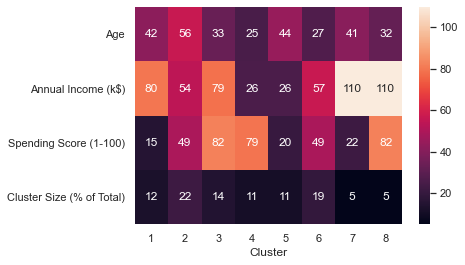 Age 42 56 33 25 44 27 41 32
Annual Income (k$) 80 54 79 26 26 57 110 110
Spending Score (1-100) 15 49 82 79 20 49 22 82
Cluster Size (% of Total) 12 22 14 11 11 19 5 5
1 2 3 4 5 6 7 8
Cluster
100
80
60
40
20